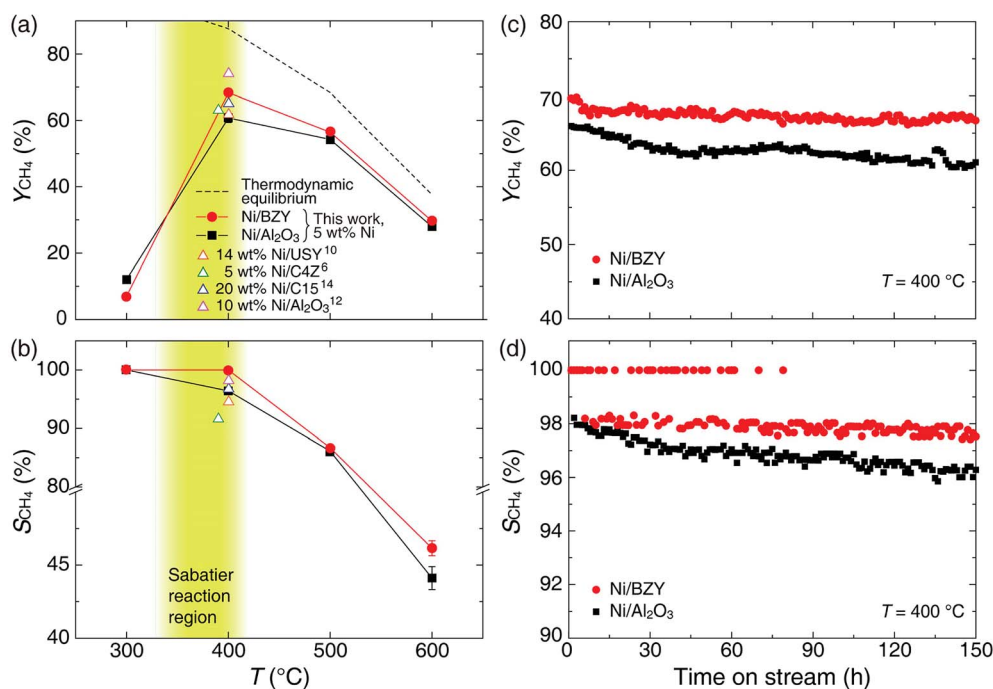 (a)
80
60
40
20
0
Y_CH4 (%)
Thermodynamic
equilibrium
Ni/BZY
Ni/Al₂O₃
This work,
5 wt% Ni
14 wt% Ni/USY¹⁰
5 wt% Ni/C4Z⁶
20 wt% Ni/C15¹⁴
10 wt% Ni/Al₂O₃¹²
(b)
100
90
80
45
40
S_CH4 (%)
Sabatier
reaction
region
300 400 500 600
T (°C)
(c)
80
70
60
50
40
Y_CH4 (%)
Ni/BZY
Ni/Al₂O₃
T = 400 °C
(d)
100
98
96
94
92
90
S_CH4 (%)
Ni/BZY
Ni/Al₂O₃
T = 400 °C
0 30 60 90 120 150
Time on stream (h)